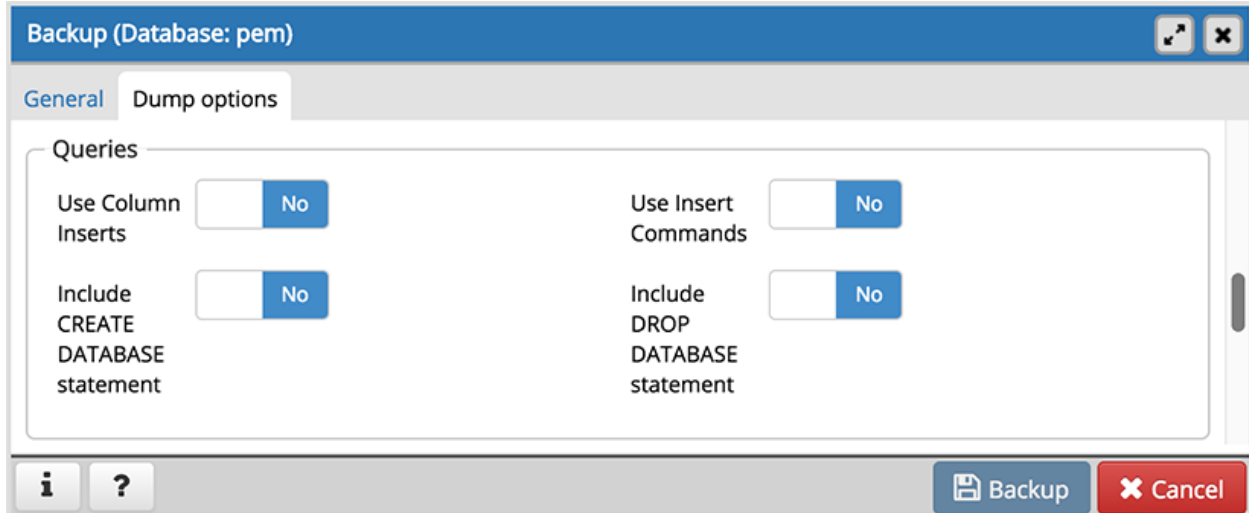 Backup (Database: pem)
General
Dump options
Queries
Use Column
Inserts
No
Use Insert
Commands
No
Include
CREATE
DATABASE
statement
No
Include
DROP
DATABASE
statement
No
i
?
Backup
Cancel